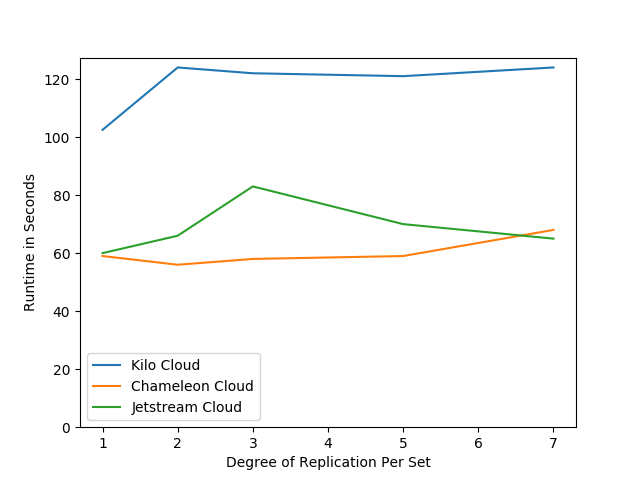 120
100
80
60
40
20
0
Runtime in Seconds
Kilo Cloud
Chameleon Cloud
Jetstream Cloud
1 2 3 4 5 6 7
Degree of Replication Per Set